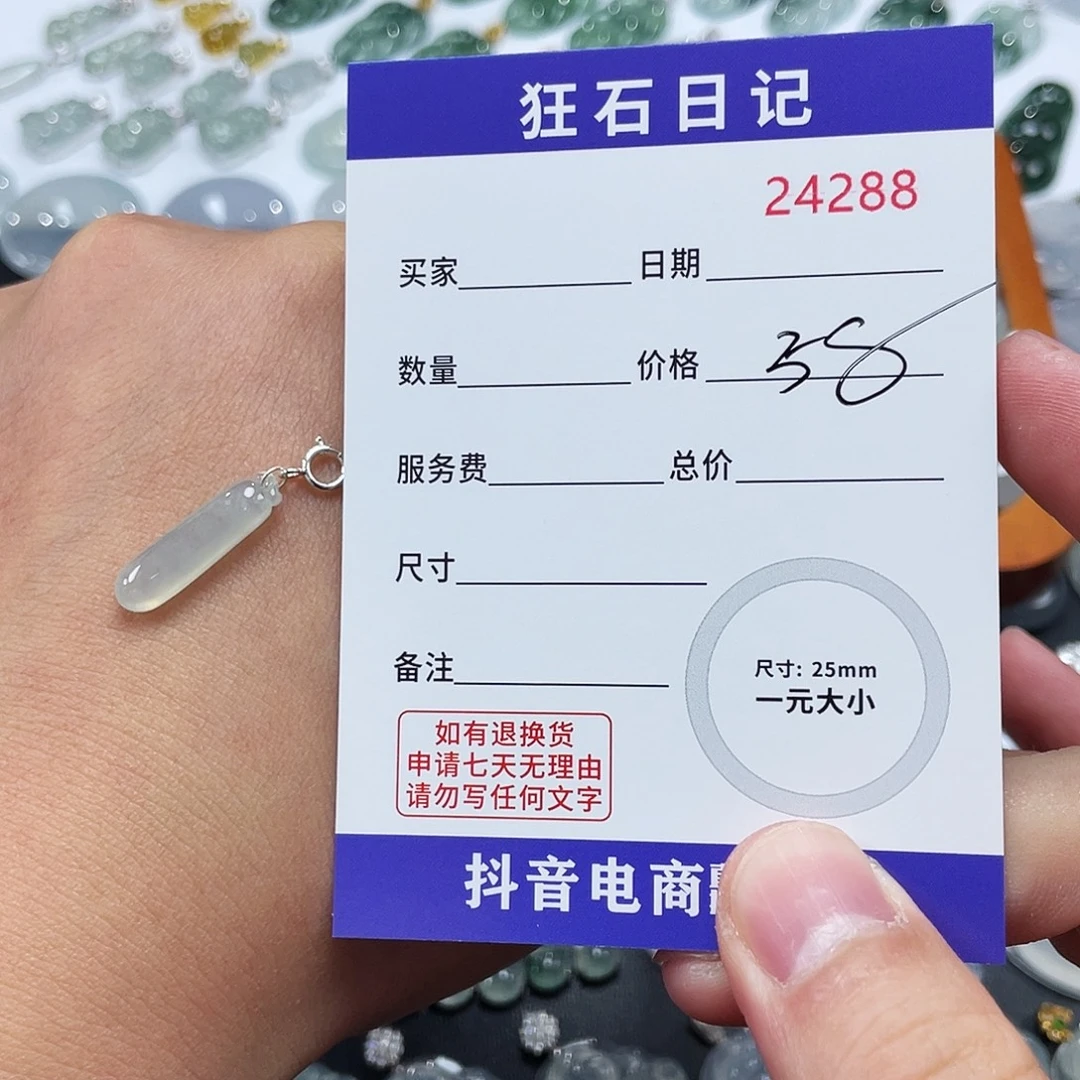 狂石日记
24288
买家 日期
数量 价格 38
服务费 总价
尺寸
备注
尺寸: 25mm
一元大小
如有退换货
申请七天无理由
请勿写任何文字
抖音电商